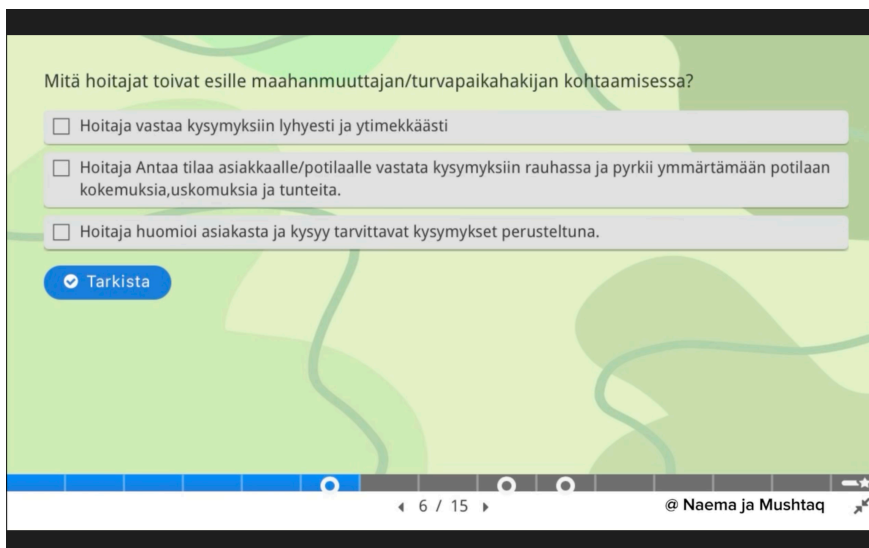 Mitä hoitajat toivat esille maahanmuuttajan/turvapaikahakijan kohtaamisessa?
Hoitaja vastaa kysymyksiin lyhyesti ja ytimekkäästi
Hoitaja Antaa tilaa asiakkaalle/potilaalle vastata kysymyksiin rauhassa ja pyrkii ymmärtämään potilaan
kokemuksia,uskomuksia ja tunteita.
Hoitaja huomioi asiakasta ja kysyy tarvittavat kysymykset perusteltuna.
Tarkista
6 / 15
@ Naema ja Mushtaq